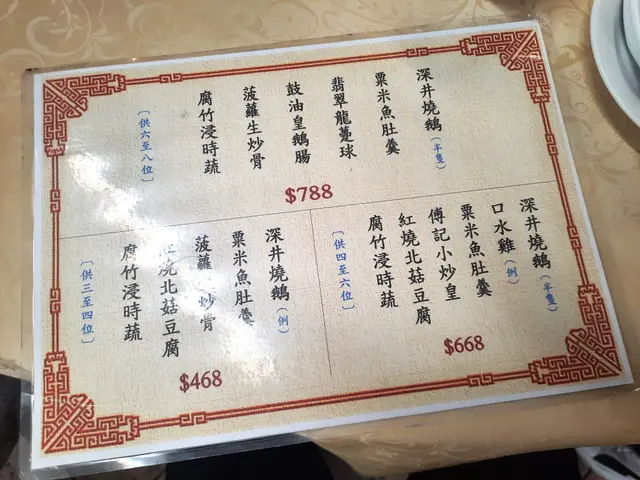 深井燒鵝(半隻)
粟米魚肚羹
翡翠龍躉球
鼓油皇鵝腸
菠蘿生炒骨
腐竹浸時蔬
(供六至八位)
$788
深井燒鵝(半隻)
口水雞(例)
粟米魚肚羹
傅記小炒皇
紅燒北菇豆腐
腐竹浸時蔬
(供四至六位)
$668
深井燒鵝(例)
粟米魚肚羹
菠蘿 炒骨
燒北菇豆腐
腐竹浸時蔬
(供三至四位)
$468